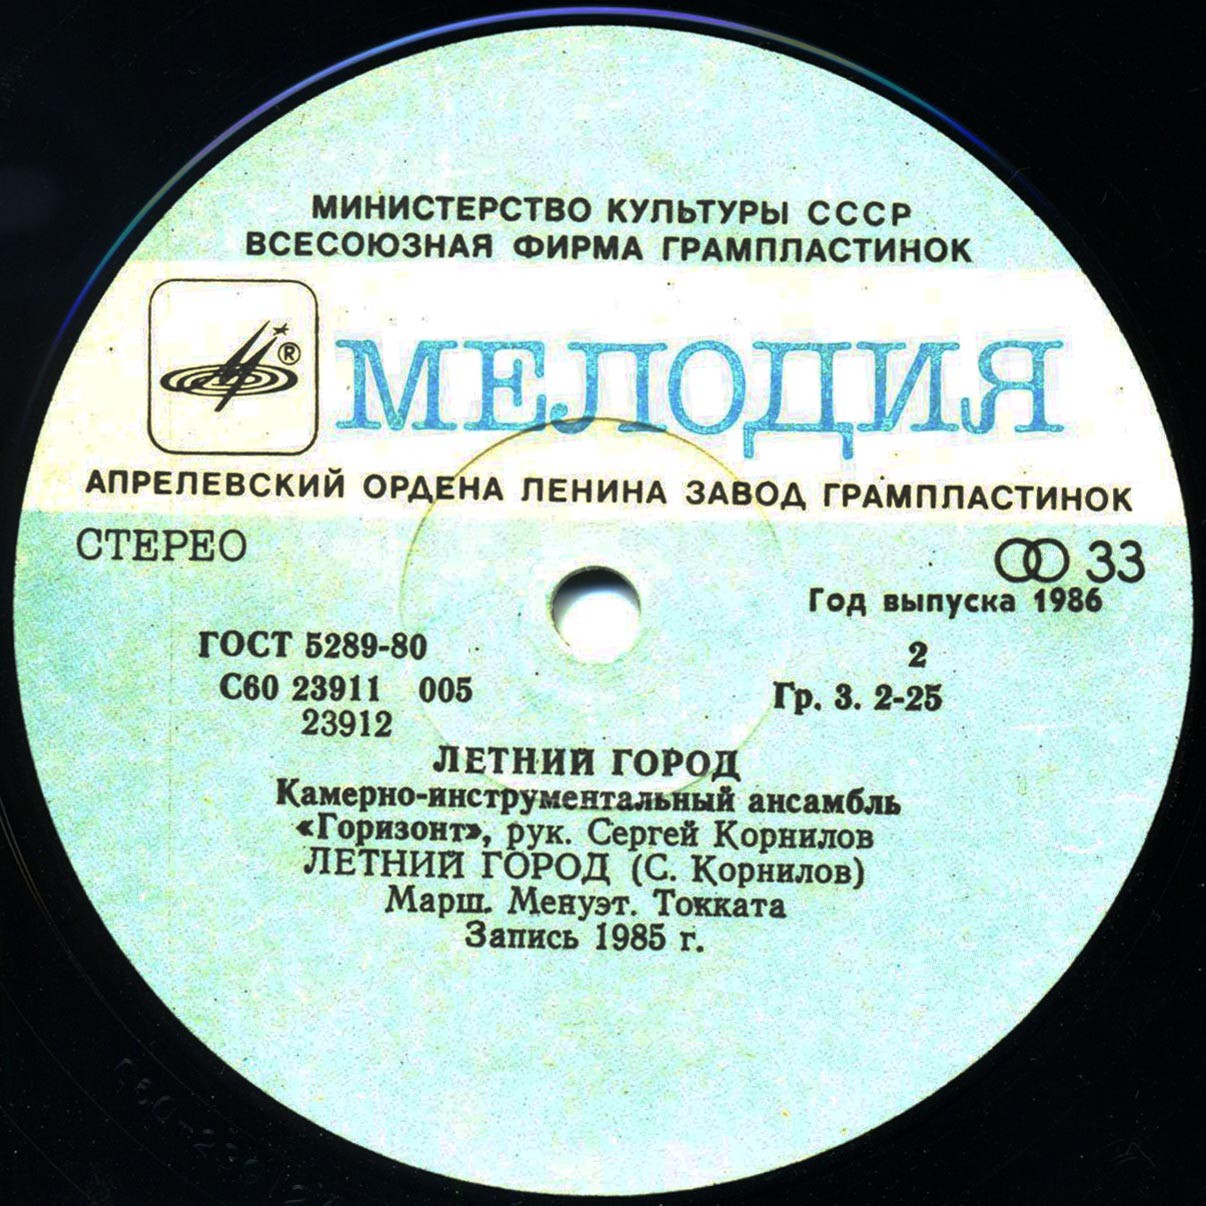 МИНИСТЕРСТВО КУЛЬТУРЫ СССР
ВСЕСОЮЗНАЯ ФИРМА ГРАМПЛАСТИНОК
®
МЕЛОДИЯ
АПРЕЛЕВСКИЙ ОРДЕНА ЛЕНИНА ЗАВОД ГРАМПЛАСТИНОК
СТЕРЕО
33
Год выпуска 1986
ГОСТ 5289-80
2
С60 23911 005
Гр. 3. 2-25
23912
ЛЕТНИЙ ГОРОД
Камерно-инструментальный ансамбль
«Горизонт», рук. Сергей Корнилов
ЛЕТНИЙ ГОРОД (С. Корнилов)
Марш. Менуэт. Токката
Запись 1985 г.